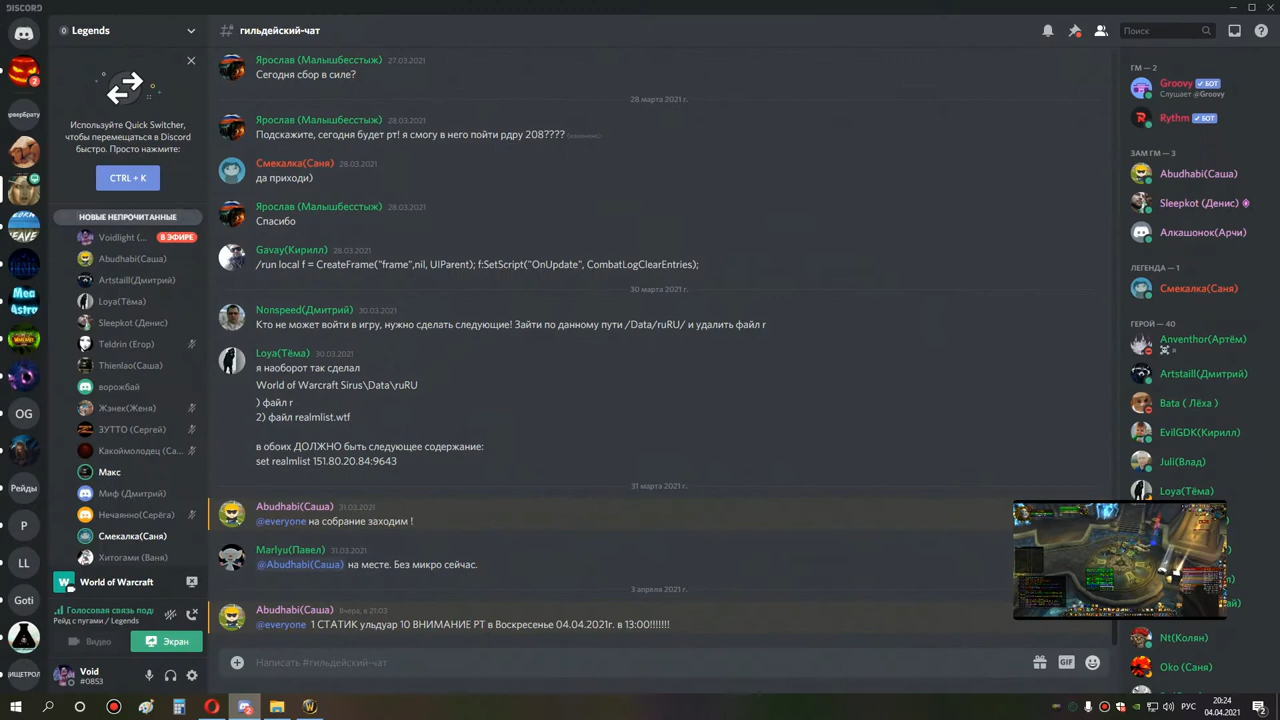 DISCORD
Legends
Используете Quick Switcher,
чтобы перемещаться в Discord
быстро. Просто нажмите:
CTRL + K
НОВЫЕ НЕПРОЧИТАННЫЕ
Voidlight (... В ЭФИРЕ
Abudhabi(Саша)
Artstaill(Дмитрий)
Loya(Тёма)
Sleepkot (Денис)
Teldrin (Егор)
Thienlao(Саша)
ворожбай
Жэнек(Женя)
ЗУТТО (Сергей)
Какоймолодец (Са...
Макс
Миф (Дмитрий)
Нечаянно(Серёга)
Смекалка(Саня)
Хитогами (Ваня)
World of Warcraft
Голосовая связь подк
Рейд с пугами / Legends
Видео
Экран
Void
#0853
2
Mea
Astro
OG
Рейды
P
LL
Goti
ИЩЕТРОЛ
# гильдейский-чат
Поиск
Ярослав (Малышбесстыж) 27.03.2021
Сегодня сбор в силе?
28 марта 2021 г.
Ярослав (Малышбесстыж) 28.03.2021
Подскажите, сегодня будет рт! я смогу в него пойти рдру 208???? (изменено)
Смекалка(Саня) 28.03.2021
да приходи)
Ярослав (Малышбесстыж) 28.03.2021
Спасибо
Gavay(Кирилл) 28.03.2021
/run local f = CreateFrame("frame",nil, UIParent); f:SetScript("OnUpdate", CombatLogClearEntries);
30 марта 2021 г.
Nonspeed(Дмитрий) 30.03.2021
Кто не может войти в игру, нужно сделать следующие! Зайти по данному пути /Data/ruRU/ и удалить файл r
Loya(Тёма) 30.03.2021
я наоборот так сделал
World of Warcraft Sirus\Data\ruRU
) файл r
2) файл realmlist.wtf
в обоих ДОЛЖНО быть следующее содержание:
set realmlist 151.80.20.84:9643
31 марта 2021 г.
Abudhabi(Саша) 31.03.2021
@everyone на собрание заходим !
Marlyu(Павел) 31.03.2021
@Abudhabi(Саша) на месте. Без микро сейчас.
3 апреля 2021 г.
Abudhabi(Саша) Вчера, в 21:03
@everyone 1 СТАТИК ульдуар 10 ВНИМАНИЕ РТ в Воскресенье 04.04.2021г. в 13:00!!!!!!!
Написать #гильдейский-чат
GIF
ГМ — 2
Groovy БОТ
Слушает @Groovy
Rythm БОТ
ЗАМ ГМ — 3
Abudhabi(Саша)
Sleepkot (Денис)
Алкашонок(Арчи)
ЛЕГЕНДА — 1
Смекалка(Саня)
ГЕРОЙ — 40
Anventhor(Артём)
Artstaill(Дмитрий)
Bata ( Лёха )
EvilGDK(Кирилл)
Juli(Влад)
Loya(Тёма)
Nt(Колян)
Oko (Саня)
РУС
20:24
04.04.2021
2